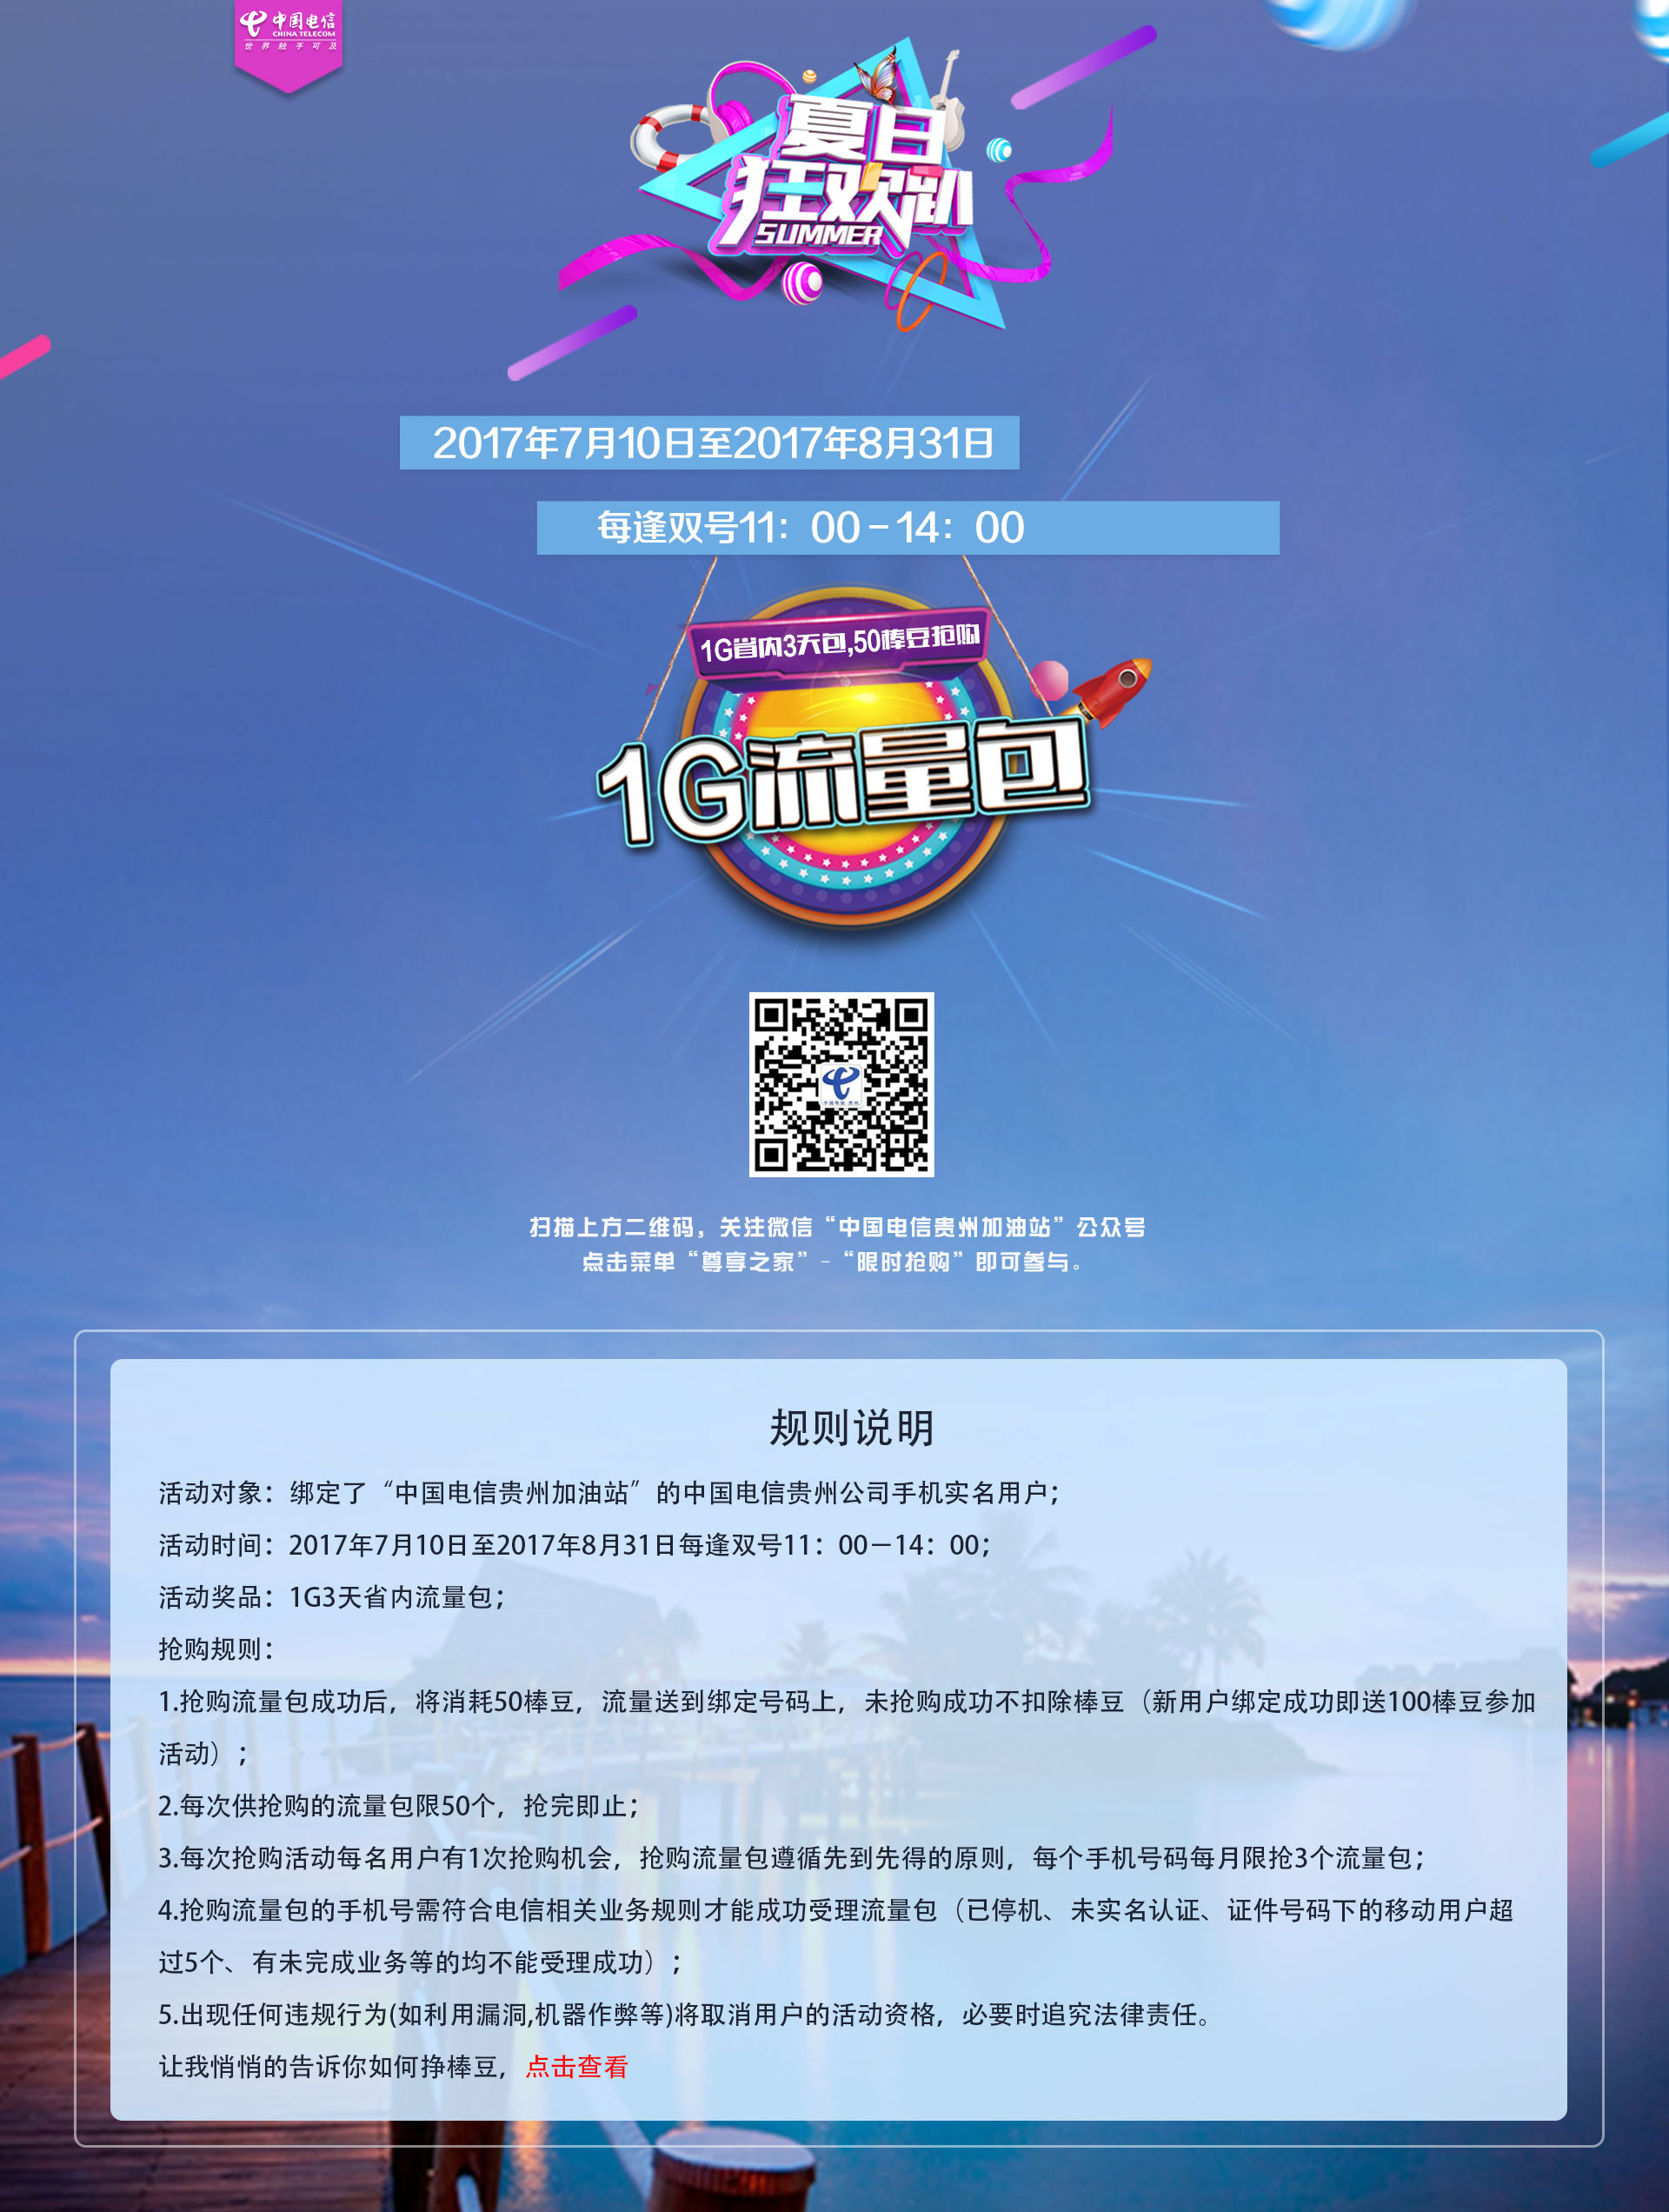 中国电信
CHINA TELECOM
世界触手可及
夏日
狂欢趴
SUMMER
2017年7月10日至2017年8月31日
每逢双号11：00－14：00
1G省内3天包,50棒豆抢购
1G流量包
中国电信 贵州
扫描上方二维码，关注微信“中国电信贵州加油站”公众号
点击菜单“尊享之家”-“限时抢购”即可参与。
规则说明
活动对象：绑定了“中国电信贵州加油站”的中国电信贵州公司手机实名用户；
活动时间：2017年7月10日至2017年8月31日每逢双号11：00－14：00；
活动奖品：1G3天省内流量包；
抢购规则：
1.抢购流量包成功后，将消耗50棒豆，流量送到绑定号码上，未抢购成功不扣除棒豆（新用户绑定成功即送100棒豆参加
活动）；
2.每次供抢购的流量包限50个，抢完即止；
3.每次抢购活动每名用户有1次抢购机会，抢购流量包遵循先到先得的原则，每个手机号码每月限抢3个流量包；
4.抢购流量包的手机号需符合电信相关业务规则才能成功受理流量包（已停机、未实名认证、证件号码下的移动用户超
过5个、有未完成业务等的均不能受理成功）；
5.出现任何违规行为(如利用漏洞,机器作弊等)将取消用户的活动资格，必要时追究法律责任。
让我悄悄的告诉你如何挣棒豆，点击查看